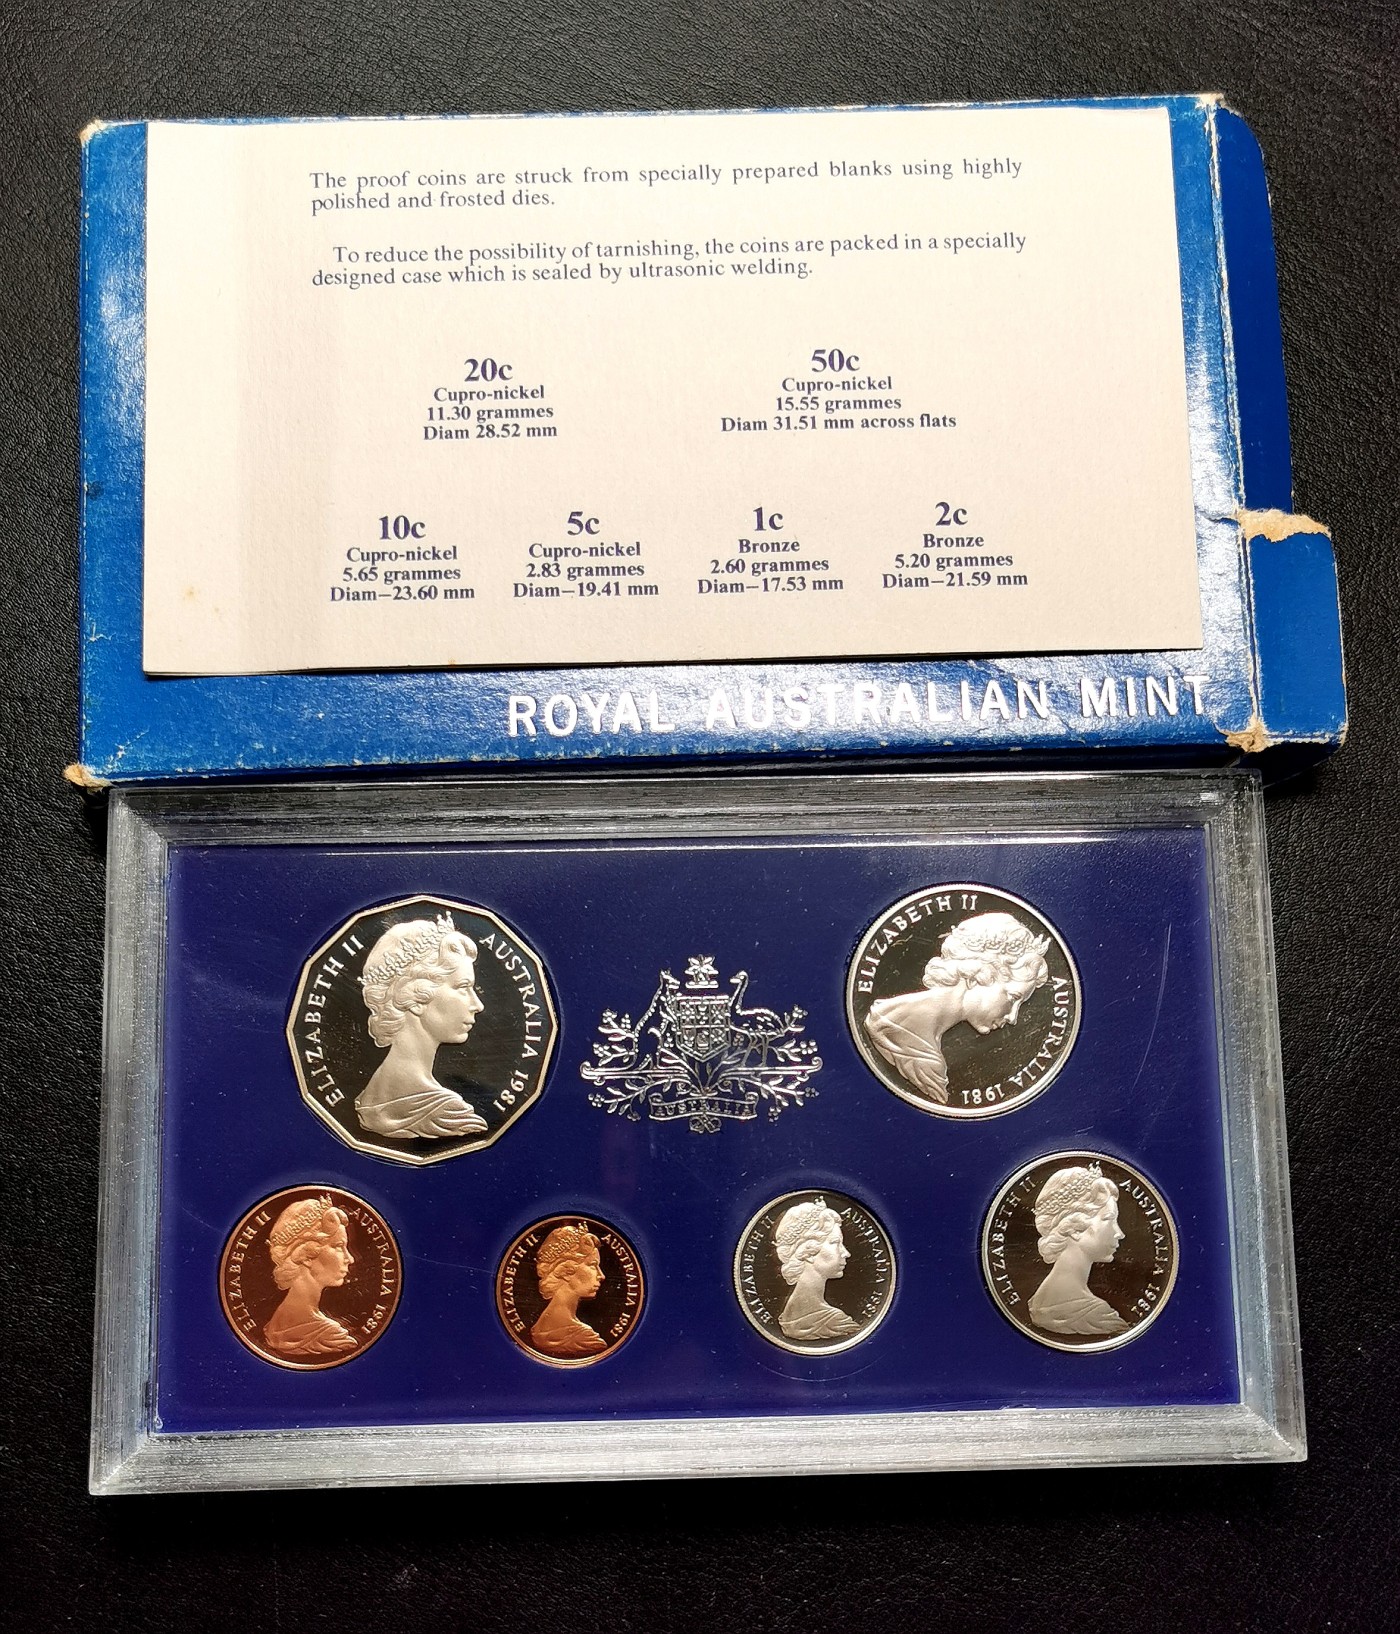 The proof coins are struck from specially prepared blanks using highly
polished and frosted dies.
To reduce the possibility of tarnishing, the coins are packed in a specially
designed case which is sealed by ultrasonic welding.
20c
Cupro-nickel
11.30 grammes
Diam 28.52 mm
50c
Cupro-nickel
15.55 grammes
Diam 31.51 mm across flats
10c
Cupro-nickel
5.65 grammes
Diam—23.60 mm
5c
Cupro-nickel
2.83 grammes
Diam—19.41 mm
1c
Bronze
2.60 grammes
Diam—17.53 mm
2c
Bronze
5.20 grammes
Diam—21.59 mm
ROYAL AUSTRALIAN MINT
ELIZABETH II AUSTRALIA 1981
AUSTRALIA
ELIZABETH II AUSTRALIA 1981
ELIZABETH II AUSTRALIA 1981
ELIZABETH II AUSTRALIA 1981
ELIZABETH II AUSTRALIA 1981
ELIZABETH II AUSTRALIA 1981